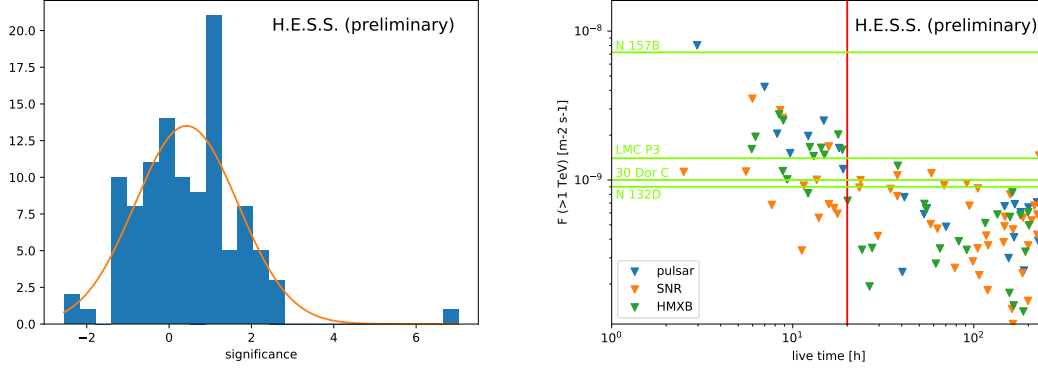 H.E.S.S. (preliminary)
20.0
17.5
15.0
12.5
10.0
7.5
5.0
2.5
0.0
−2 0 2 4 6
significance
H.E.S.S. (preliminary)
F (>1 TeV) [m-2 s-1]
10⁻⁸
10⁻⁹
N 157B
LMC P3
30 Dor C
N 132D
pulsar
SNR
HMXB
10⁰ 10¹ 10²
live time [h]